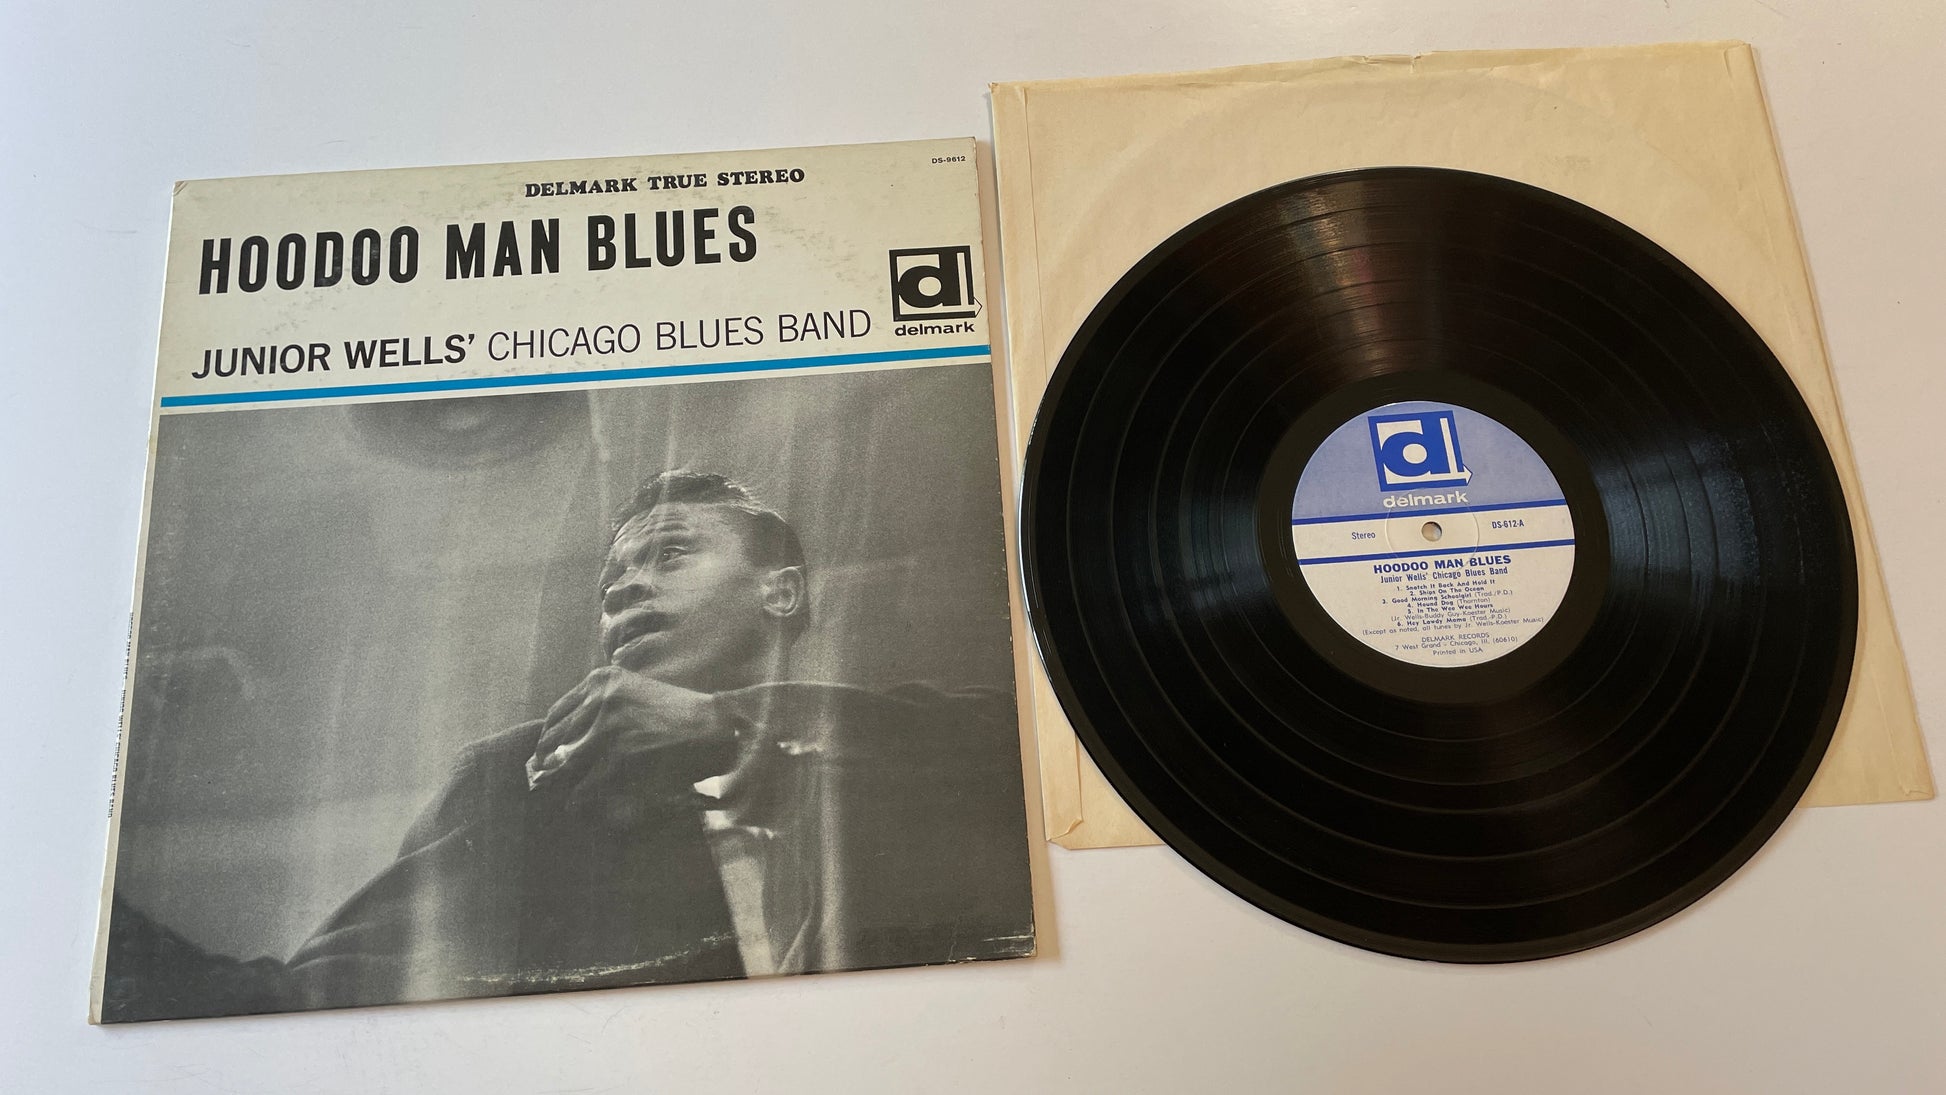 DS-9612
DELMARK TRUE STEREO
HOODOO MAN BLUES
d
delmark
JUNIOR WELLS' CHICAGO BLUES BAND
d
delmark
Stereo
DS-612-A
HOODOO MAN BLUES
Junior Wells' Chicago Blues Band
1. Snatch It Back And Hold It
2. Ships On The Ocean
3. Good Morning Schoolgirl (Trad./P.D.)
4. Hound Dog (Thornton)
5. In The Wee Wee Hours
(Jr. Wells-Buddy Guy-Koester Music)
6. Hey Lawdy Mama (Trad.-P.D.)
(Except as noted, all tunes by Jr. Wells-Koester Music)
DELMARK RECORDS
7 West Grand - Chicago, Ill. (60610)
Printed in USA